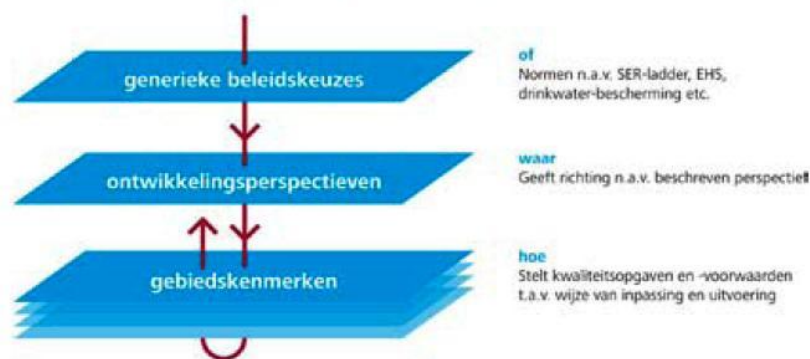 generieke beleidskeuzes
of
Normen n.a.v. SER-ladder, EHS,
drinkwater-bescherming etc.
ontwikkelingsperspectieven
waar
Geeft richting n.a.v. beschreven perspectief
gebiedskenmerken
hoe
Stelt kwaliteitsopgaven en -voorwaarden
t.a.v. wijze van inpassing en uitvoering